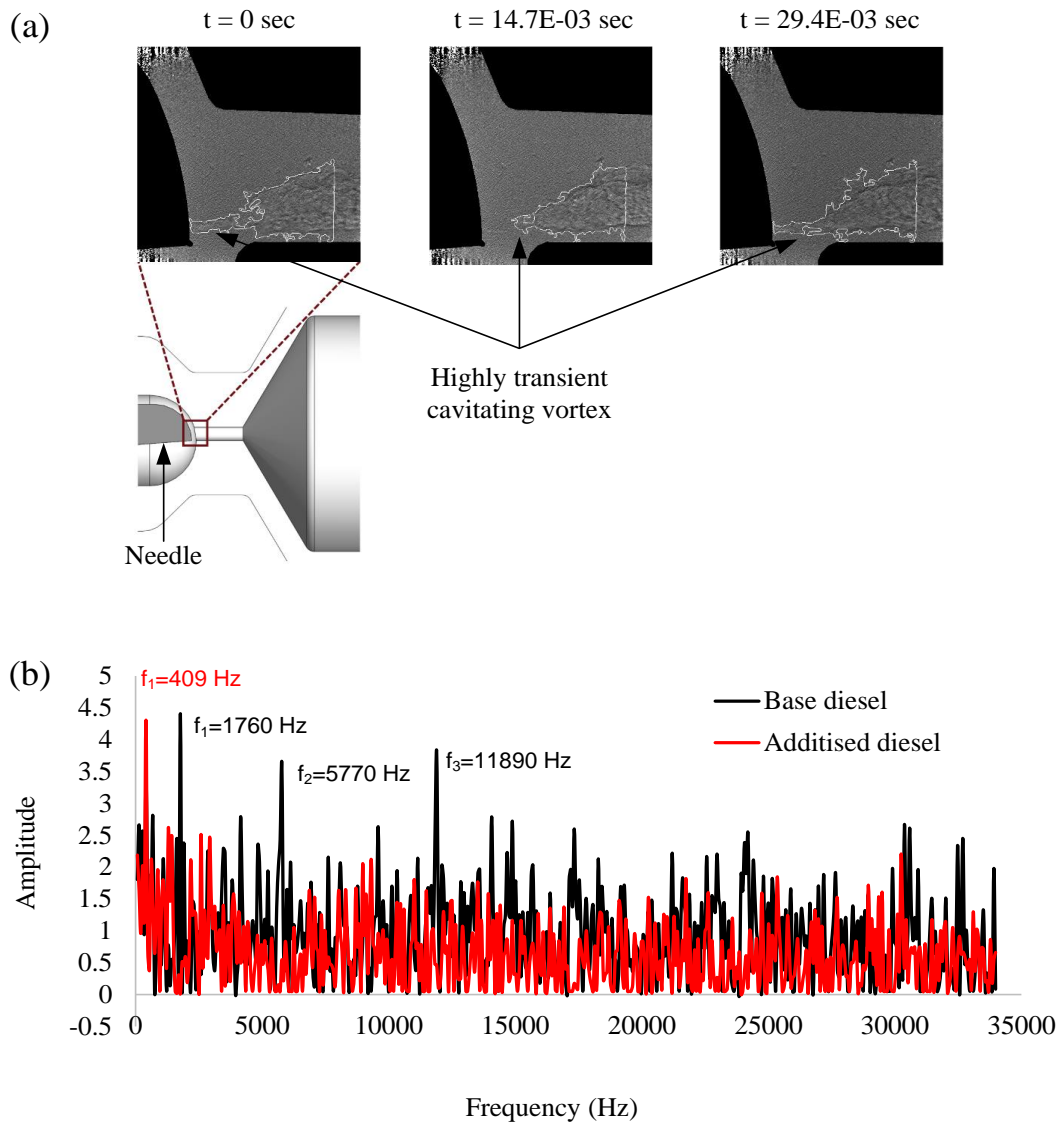 (a)
t = 0 sec
t = 14.7E-03 sec
t = 29.4E-03 sec
Highly transient
cavitating vortex
Needle
(b)
5
4.5
4
3.5
3
2.5
2
1.5
1
0.5
0
-0.5
Amplitude
f₁=409 Hz
f₁=1760 Hz
f₂=5770 Hz
f₃=11890 Hz
Base diesel
Additised diesel
0 5000 10000 15000 20000 25000 30000 35000
Frequency (Hz)